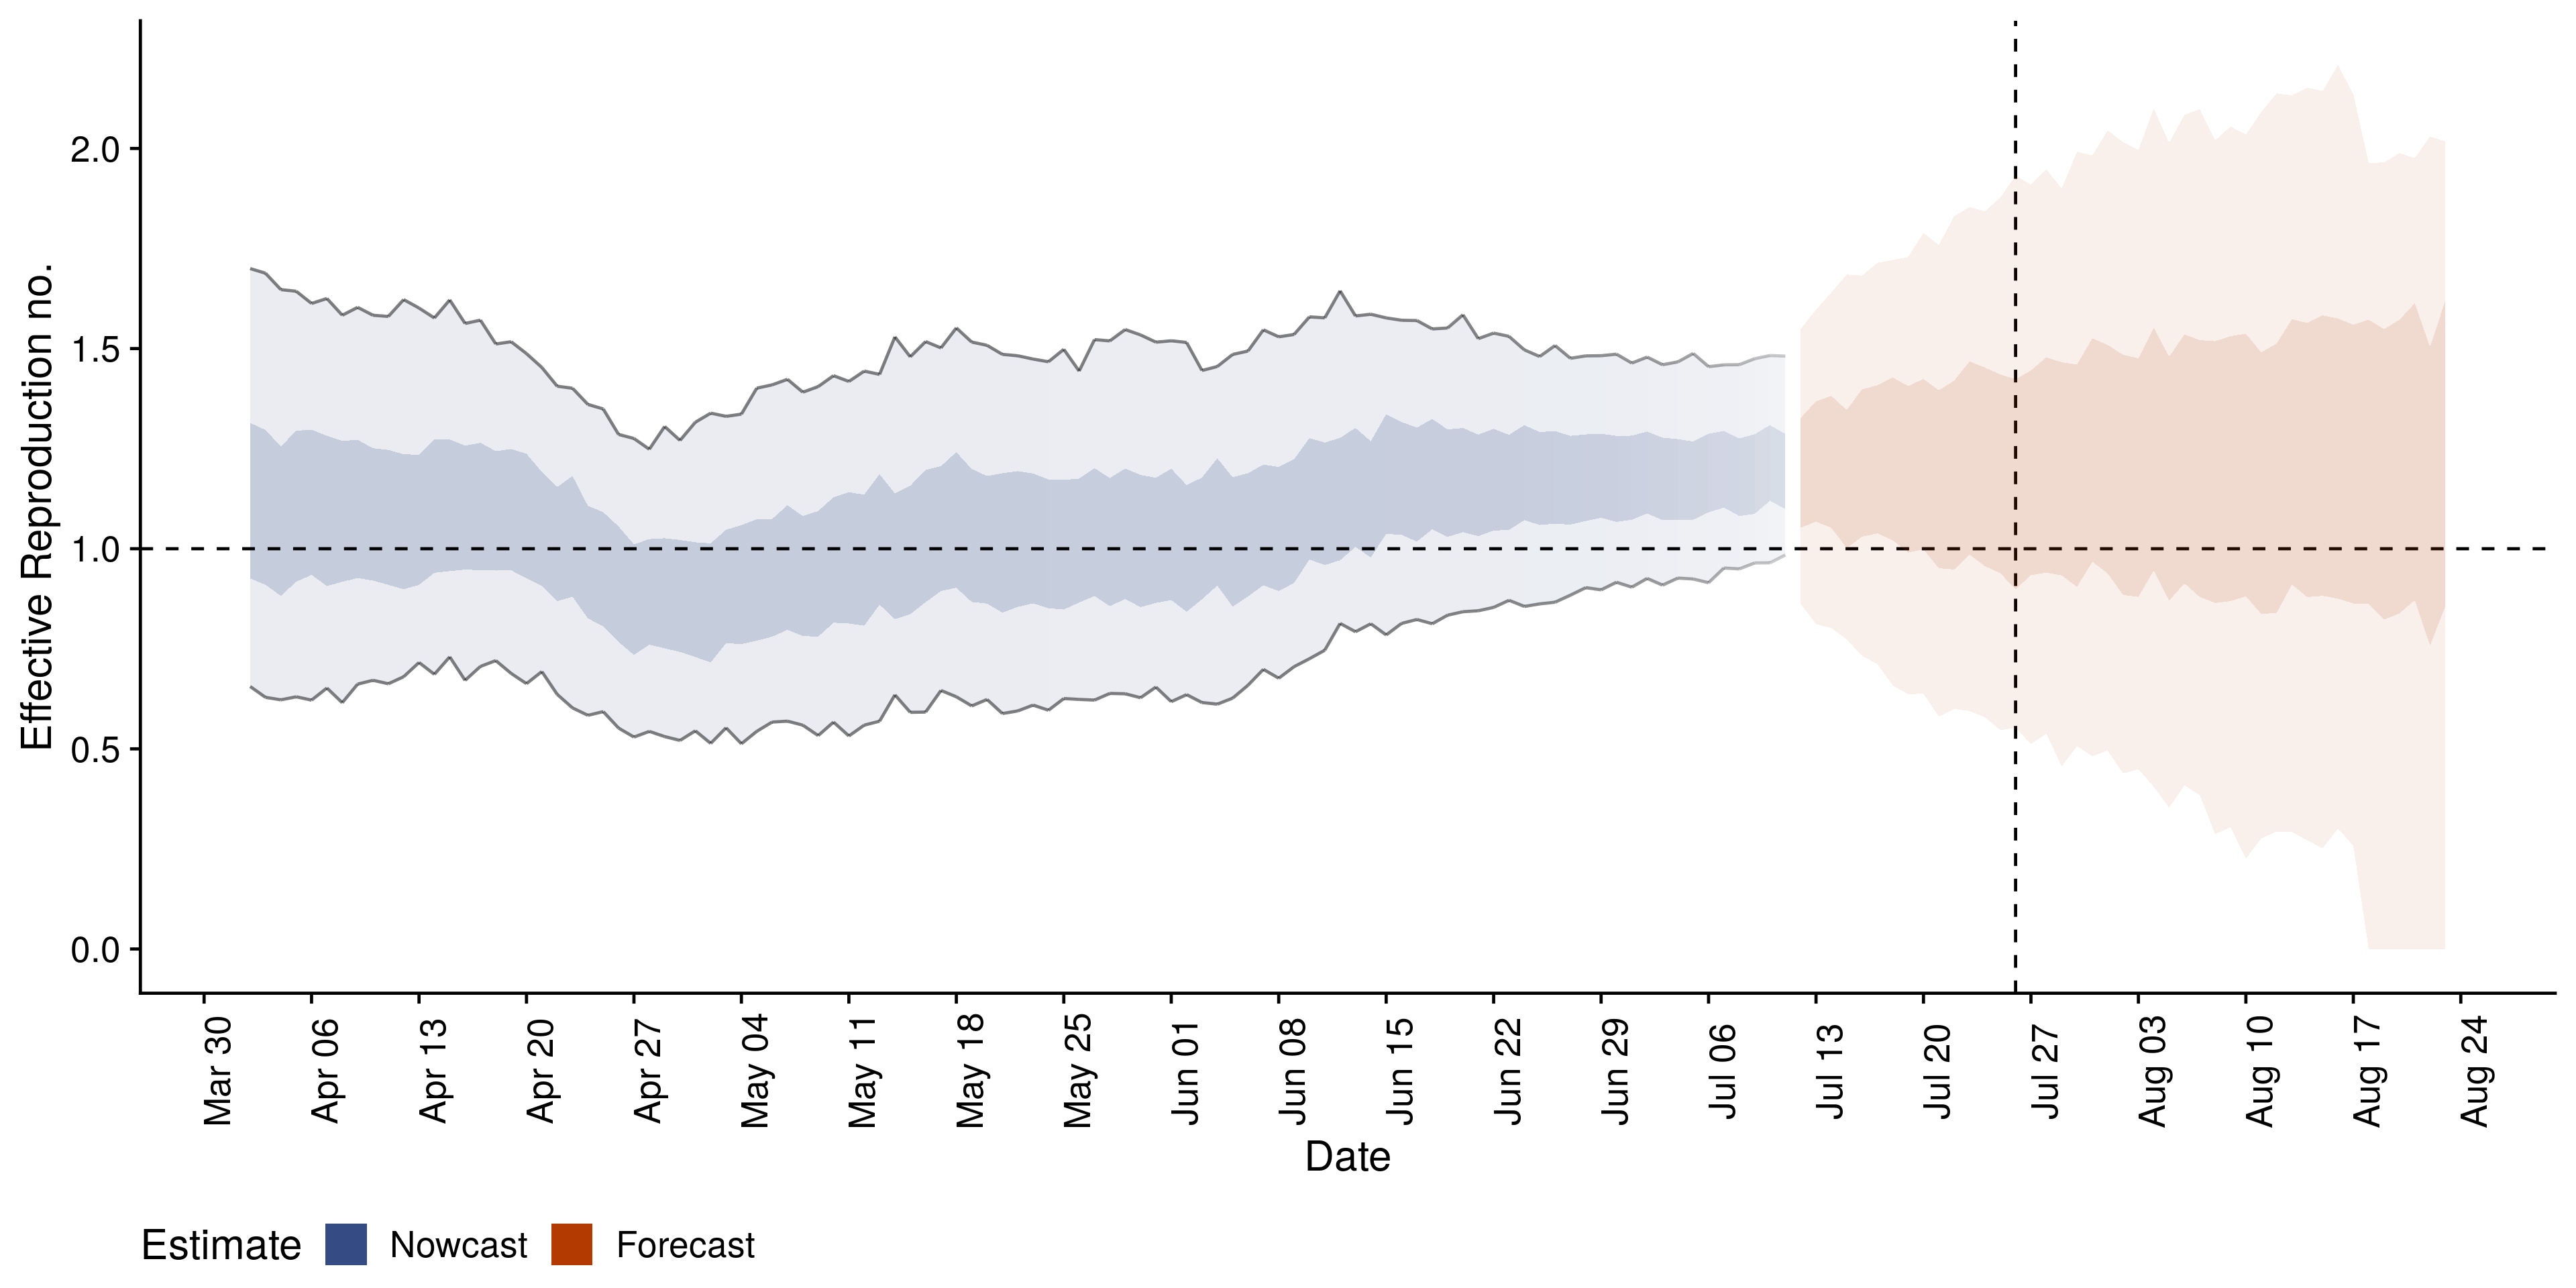 Effective Reproduction no.
2.0
1.5
1.0
0.5
0.0
Mar 30
Apr 06
Apr 13
Apr 20
Apr 27
May 04
May 11
May 18
May 25
Jun 01
Jun 08
Jun 15
Jun 22
Jun 29
Jul 06
Jul 13
Jul 20
Jul 27
Aug 03
Aug 10
Aug 17
Aug 24
Date
Estimate Nowcast Forecast